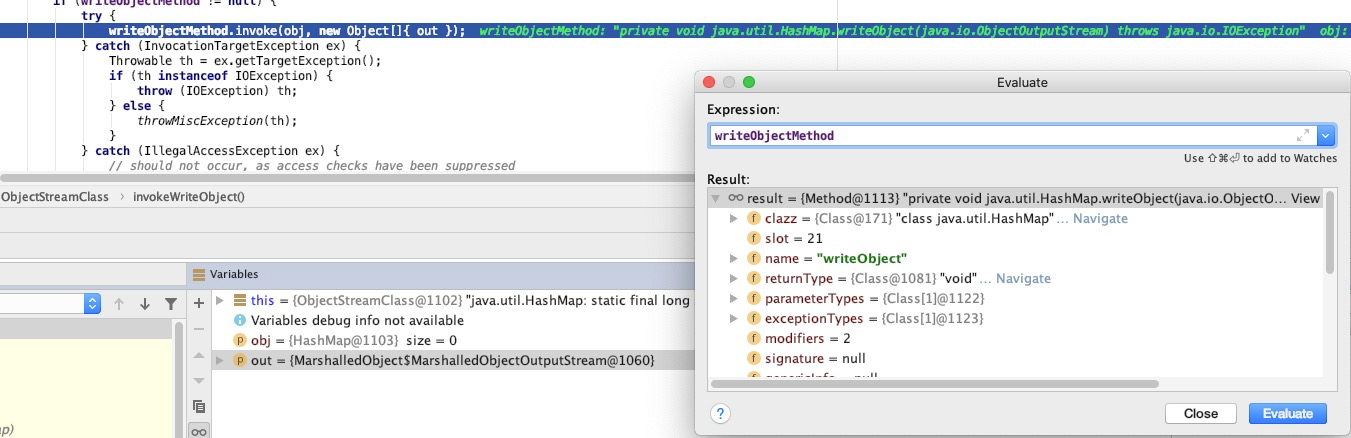 if (writeObjectMethod != null) {
try {
writeObjectMethod.invoke(obj, new Object[]{ out }); writeObjectMethod: "private void java.util.HashMap.writeObject(java.io.ObjectOutputStream) throws java.io.IOException" obj:
} catch (InvocationTargetException ex) {
Throwable th = ex.getTargetException();
if (th instanceof IOException) {
throw (IOException) th;
} else {
throwMiscException(th);
}
} catch (IllegalAccessException ex) {
// should not occur, as access checks have been suppressed
ObjectStreamClass › invokeWriteObject()
Variables
this = {ObjectStreamClass@1102} "java.util.HashMap: static final long
Variables debug info not available
obj = {HashMap@1103} size = 0
out = {MarshalledObject$MarshalledObjectOutputStream@1060}
ap)
Evaluate
Expression:
writeObjectMethod
Use ⇧⌘⏎ to add to Watches
Result:
result = {Method@1113} "private void java.util.HashMap.writeObject(java.io.ObjectO... View
clazz = {Class@171} "class java.util.HashMap"... Navigate
slot = 21
name = "writeObject"
returnType = {Class@1081} "void"... Navigate
parameterTypes = {Class[1]@1122}
exceptionTypes = {Class[1]@1123}
modifiers = 2
signature = null
genericInfo = null
? Close Evaluate